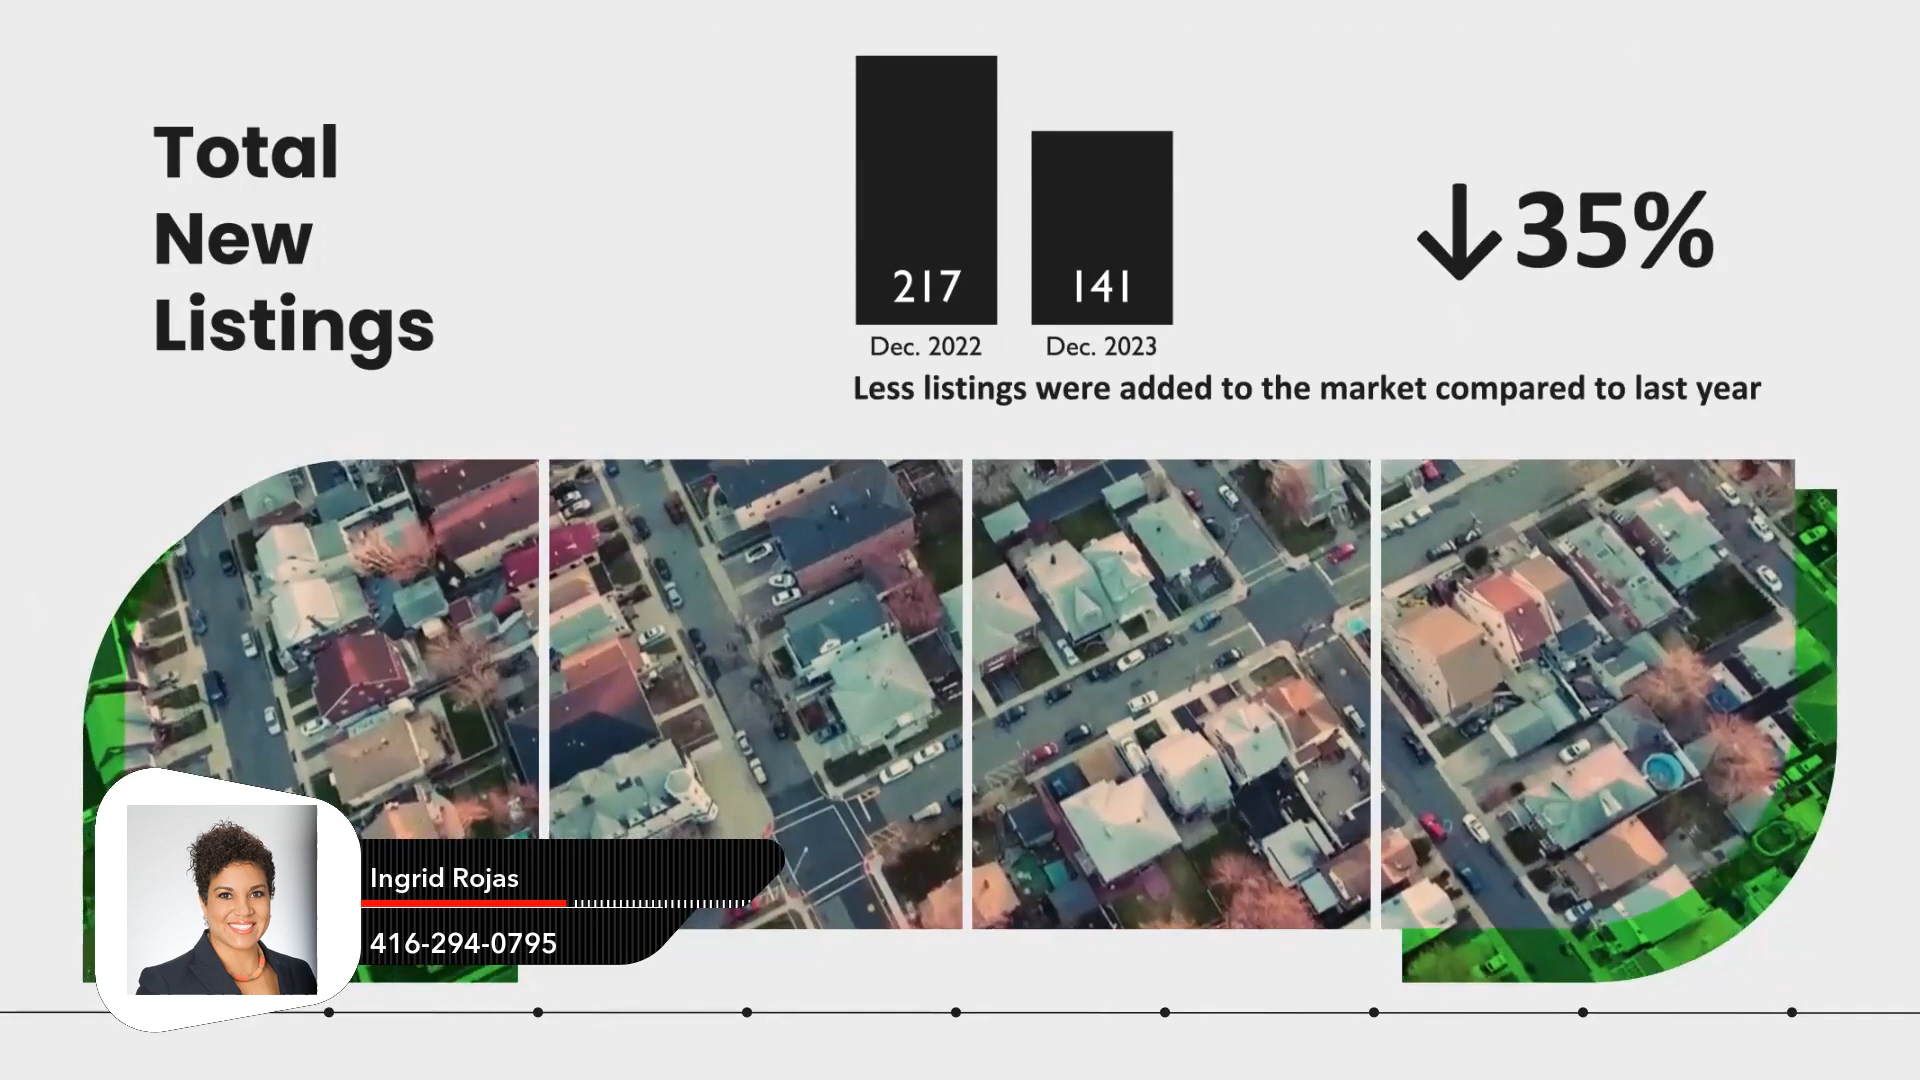 Total
New
Listings
217
141
Dec. 2022
Dec. 2023
↓35%
Less listings were added to the market compared to last year
Ingrid Rojas
416-294-0795